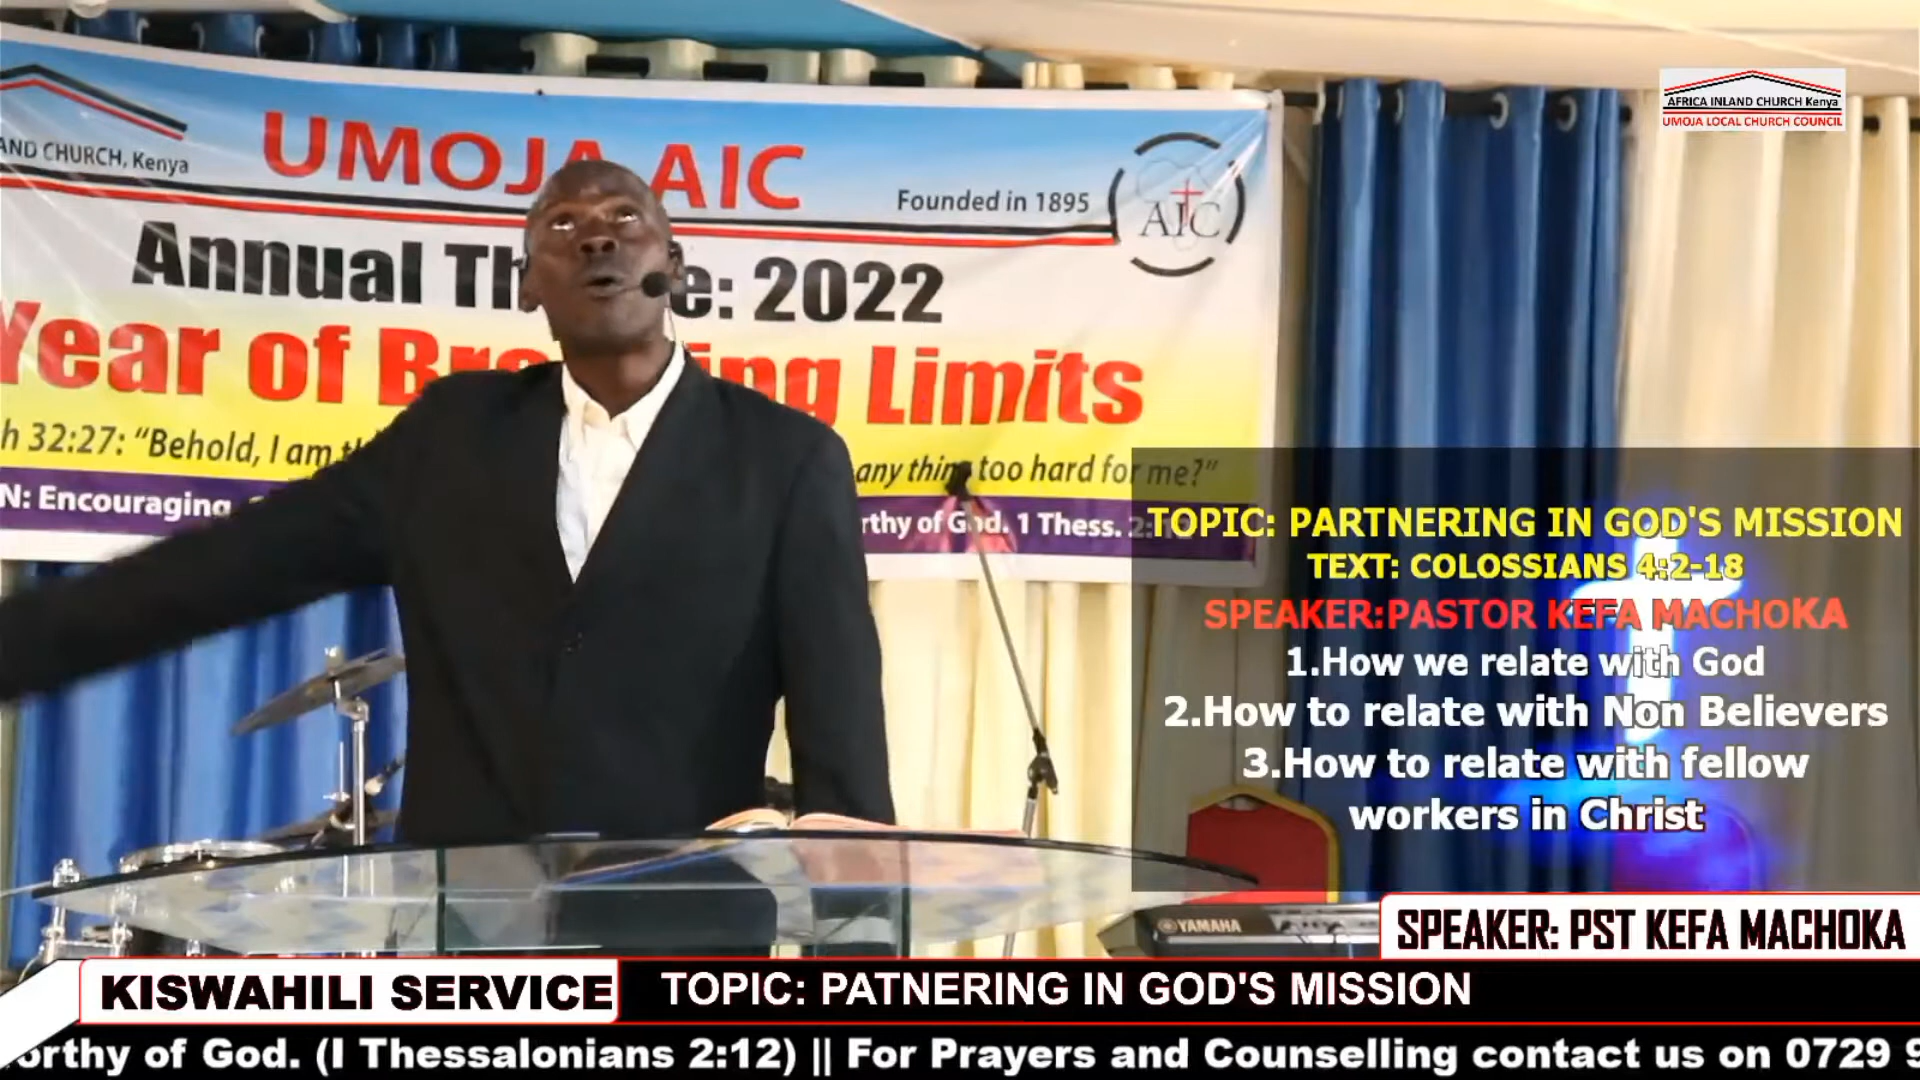 AFRICA INLAND CHURCH Kenya
UMOJA LOCAL CHURCH COUNCIL
AND CHURCH, Kenya
UMOJA AIC
Founded in 1895
AIC
Annual Th e: 2022
Year of Bre ing Limits
h 32:27: "Behold, I am any thing too hard for me?"
N: Encouraging, rthy of God. 1 Thess. 2:12
TOPIC: PARTNERING IN GOD'S MISSION
TEXT: COLOSSIANS 4:2-18
SPEAKER:PASTOR KEFA MACHOKA
1.How we relate with God
2.How to relate with Non Believers
3.How to relate with fellow
workers in Christ
YAMAHA
SPEAKER: PST KEFA MACHOKA
KISWAHILI SERVICE
TOPIC: PATNERING IN GOD'S MISSION
orthy of God. (I Thessalonians 2:12) || For Prayers and Counselling contact us on 0729 9